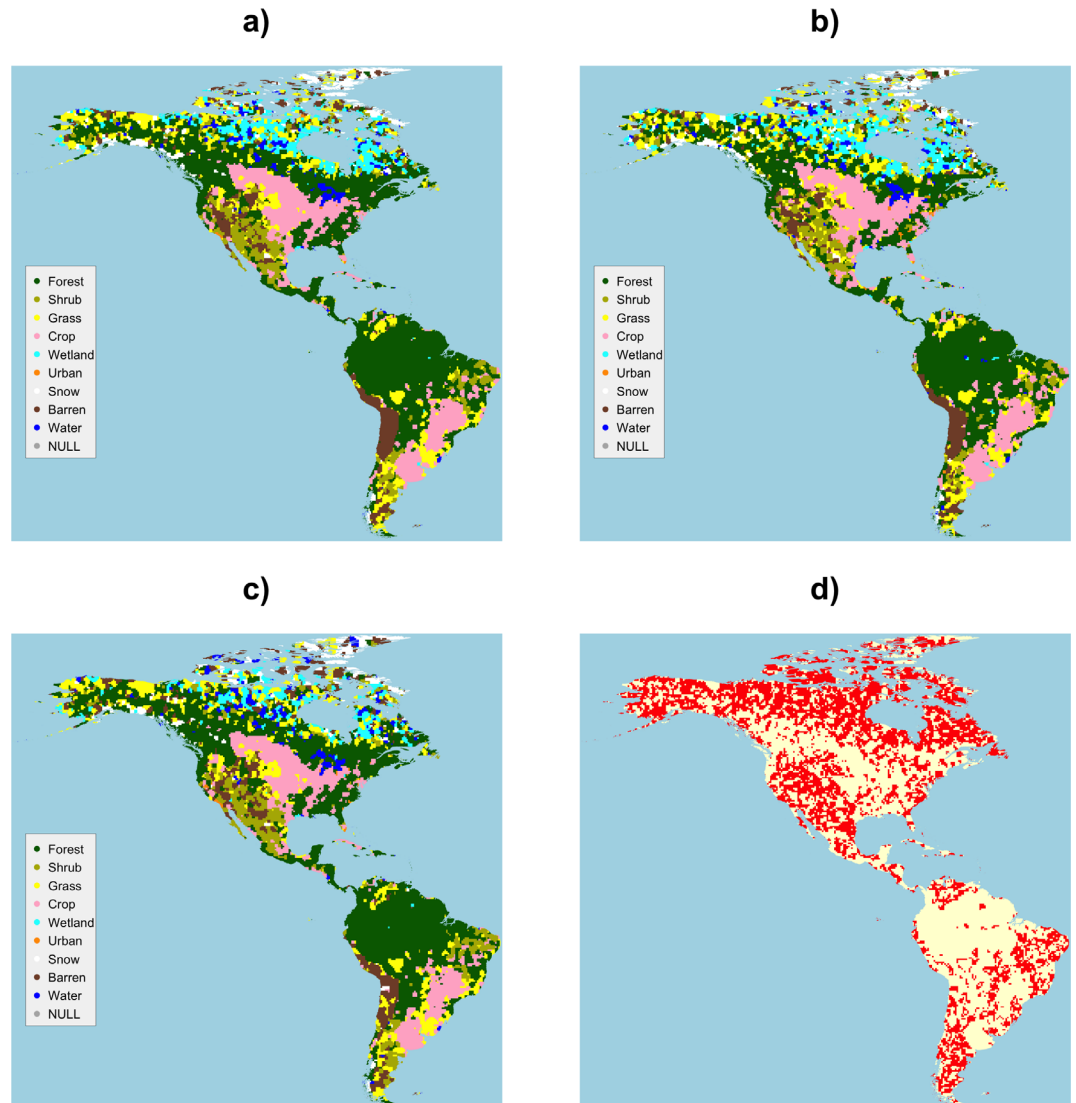 a)
b)
Forest
Shrub
Grass
Crop
Wetland
Urban
Snow
Barren
Water
NULL
Forest
Shrub
Grass
Crop
Wetland
Urban
Snow
Barren
Water
NULL
c)
d)
Forest
Shrub
Grass
Crop
Wetland
Urban
Snow
Barren
Water
NULL